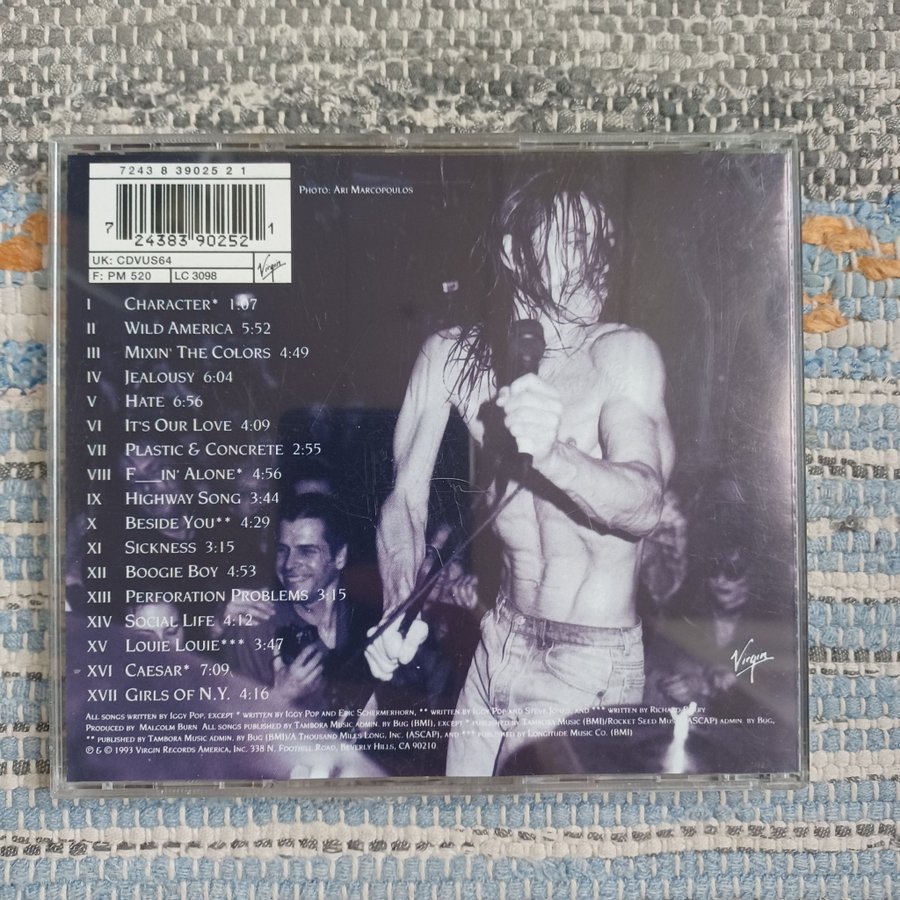 7243 8 39025 2 1
7 24383 90252 1
UK: CDVUS64
F: PM 520 LC 3098 Virgin
Photo: Ari Marcopoulos
I Character* 1:07
II Wild America 5:52
III Mixin' The Colors 4:49
IV Jealousy 6:04
V Hate 6:56
VI It's Our Love 4:09
VII Plastic & Concrete 2:55
VIII F___in' Alone* 4:56
IX Highway Song 3:44
X Beside You** 4:29
XI Sickness 3:15
XII Boogie Boy 4:53
XIII Perforation Problems 3:15
XIV Social Life 4:12
XV Louie Louie*** 3:47
XVI Caesar* 7:09
XVII Girls of N.Y. 4:16
Virgin
All songs written by Iggy Pop, except * written by Iggy Pop and Eric Schermerhorn, ** written by Iggy Pop and Steve Jones, and *** written by Richard Berry
Produced by Malcolm Burn All songs published by Tambora Music admin. by Bug (BMI), except * published by Tambora Music (BMI)/Rocket Seed Music (ASCAP) admin. by Bug,
** published by Tambora Music admin. by Bug (BMI)/A Thousand Miles Long, Inc. (ASCAP), and *** published by Longitude Music Co. (BMI)
℗ © 1993 Virgin Records America, Inc. 338 N. Foothill Road, Beverly Hills, CA 90210